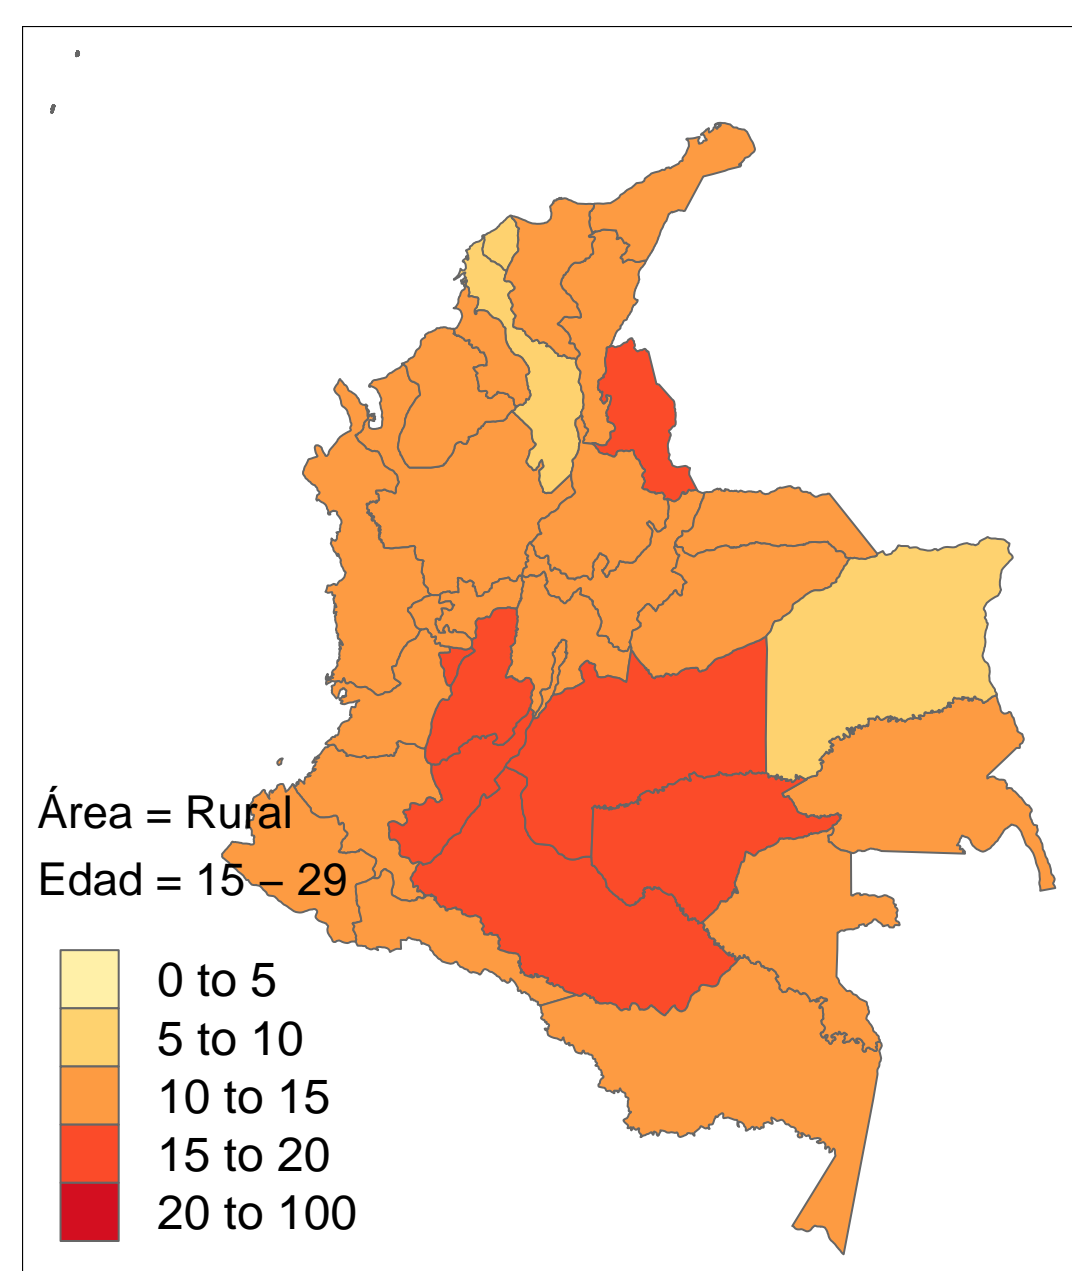 Área = Rural
Edad = 15 – 29
0 to 5
5 to 10
10 to 15
15 to 20
20 to 100